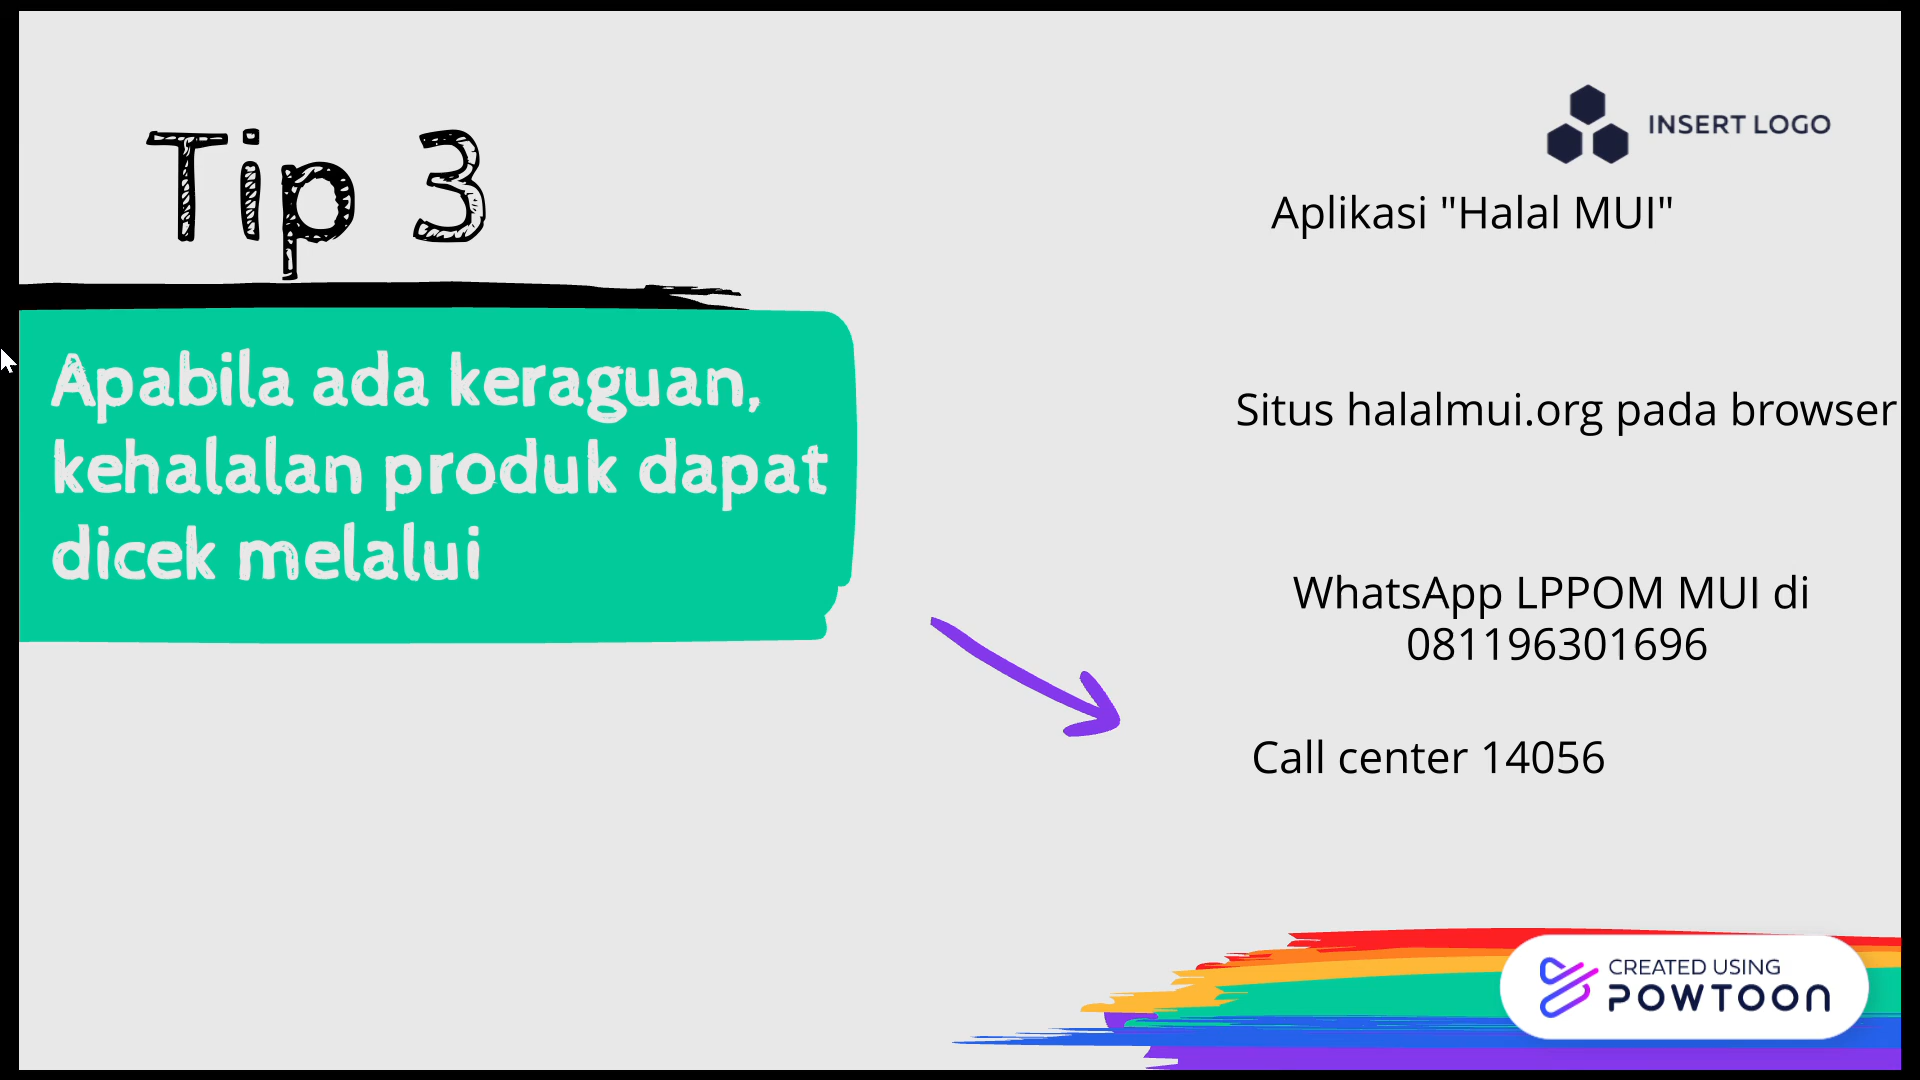 Tip 3
Apabila ada keraguan,
kehalalan produk dapat
dicek melalui
INSERT LOGO
Aplikasi "Halal MUI"
Situs halalmui.org pada browser
WhatsApp LPPOM MUI di
081196301696
Call center 14056
CREATED USING
POWTOON